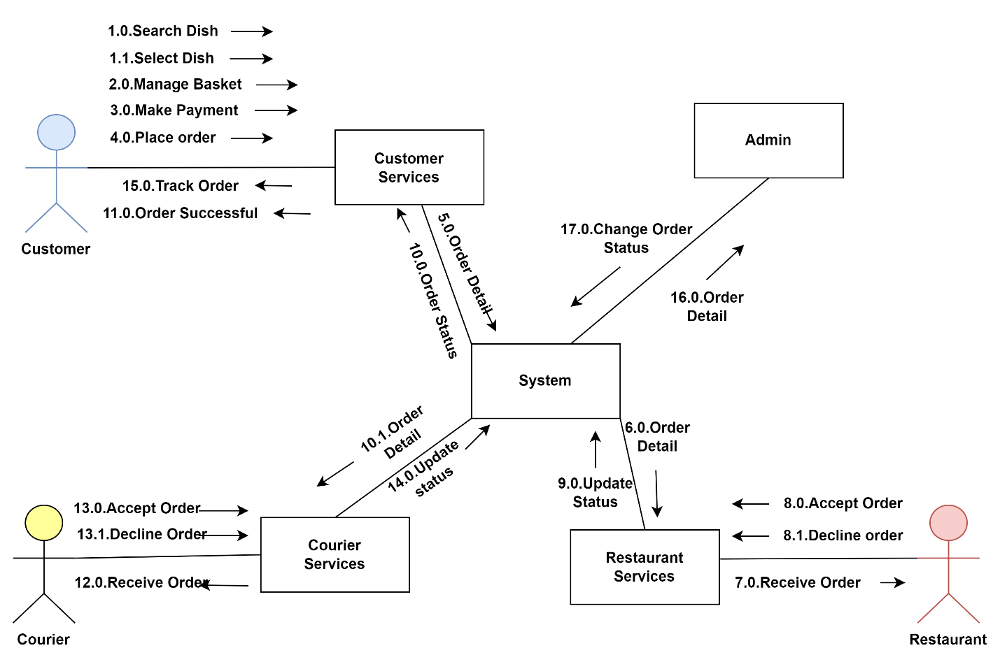 1.0.Search Dish
1.1.Select Dish
2.0.Manage Basket
3.0.Make Payment
4.0.Place order
Customer
Services
Admin
15.0.Track Order
11.0.Order Successful
Customer
5.0.Order Detail
10.0.Order Status
17.0.Change Order
Status
16.0.Order
Detail
System
10.1.Order
Detail
14.0.Update
status
6.0.Order
Detail
9.0.Update
Status
13.0.Accept Order
13.1.Decline Order
12.0.Receive Order
Courier
Services
Courier
Restaurant
Services
8.0.Accept Order
8.1.Decline order
7.0.Receive Order
Restaurant